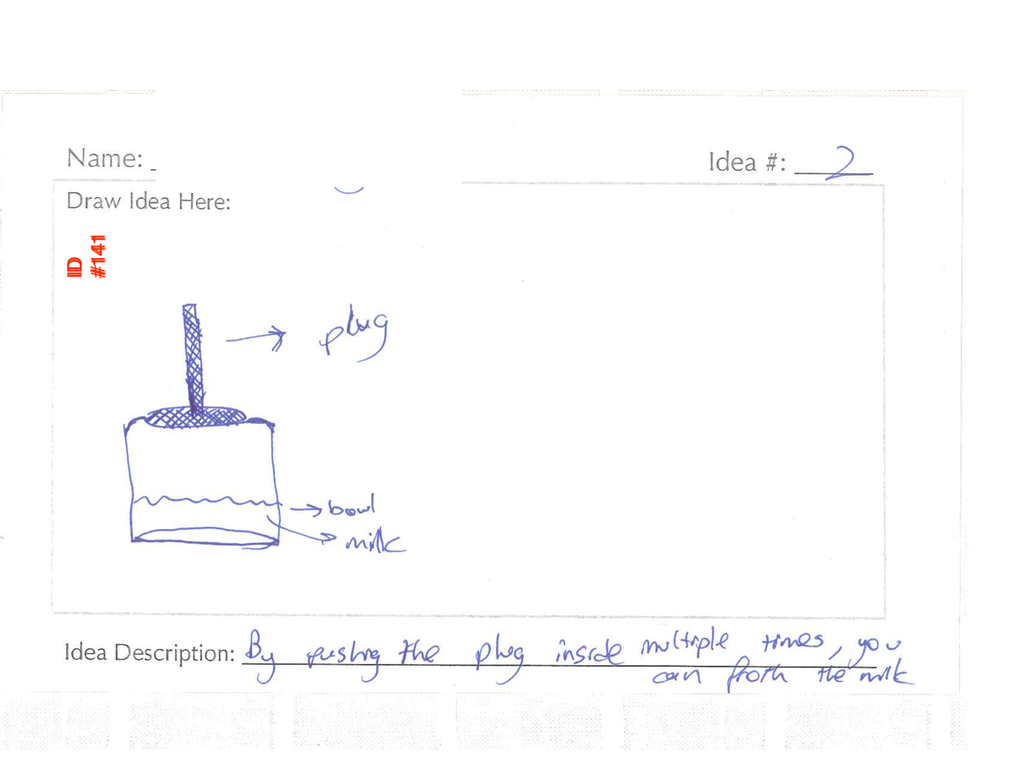 Name:
Idea #: 2
Draw Idea Here:
ID
#141
plug
bowl
milk
Idea Description: By pushing the plug inside multiple times, you
can froth the milk